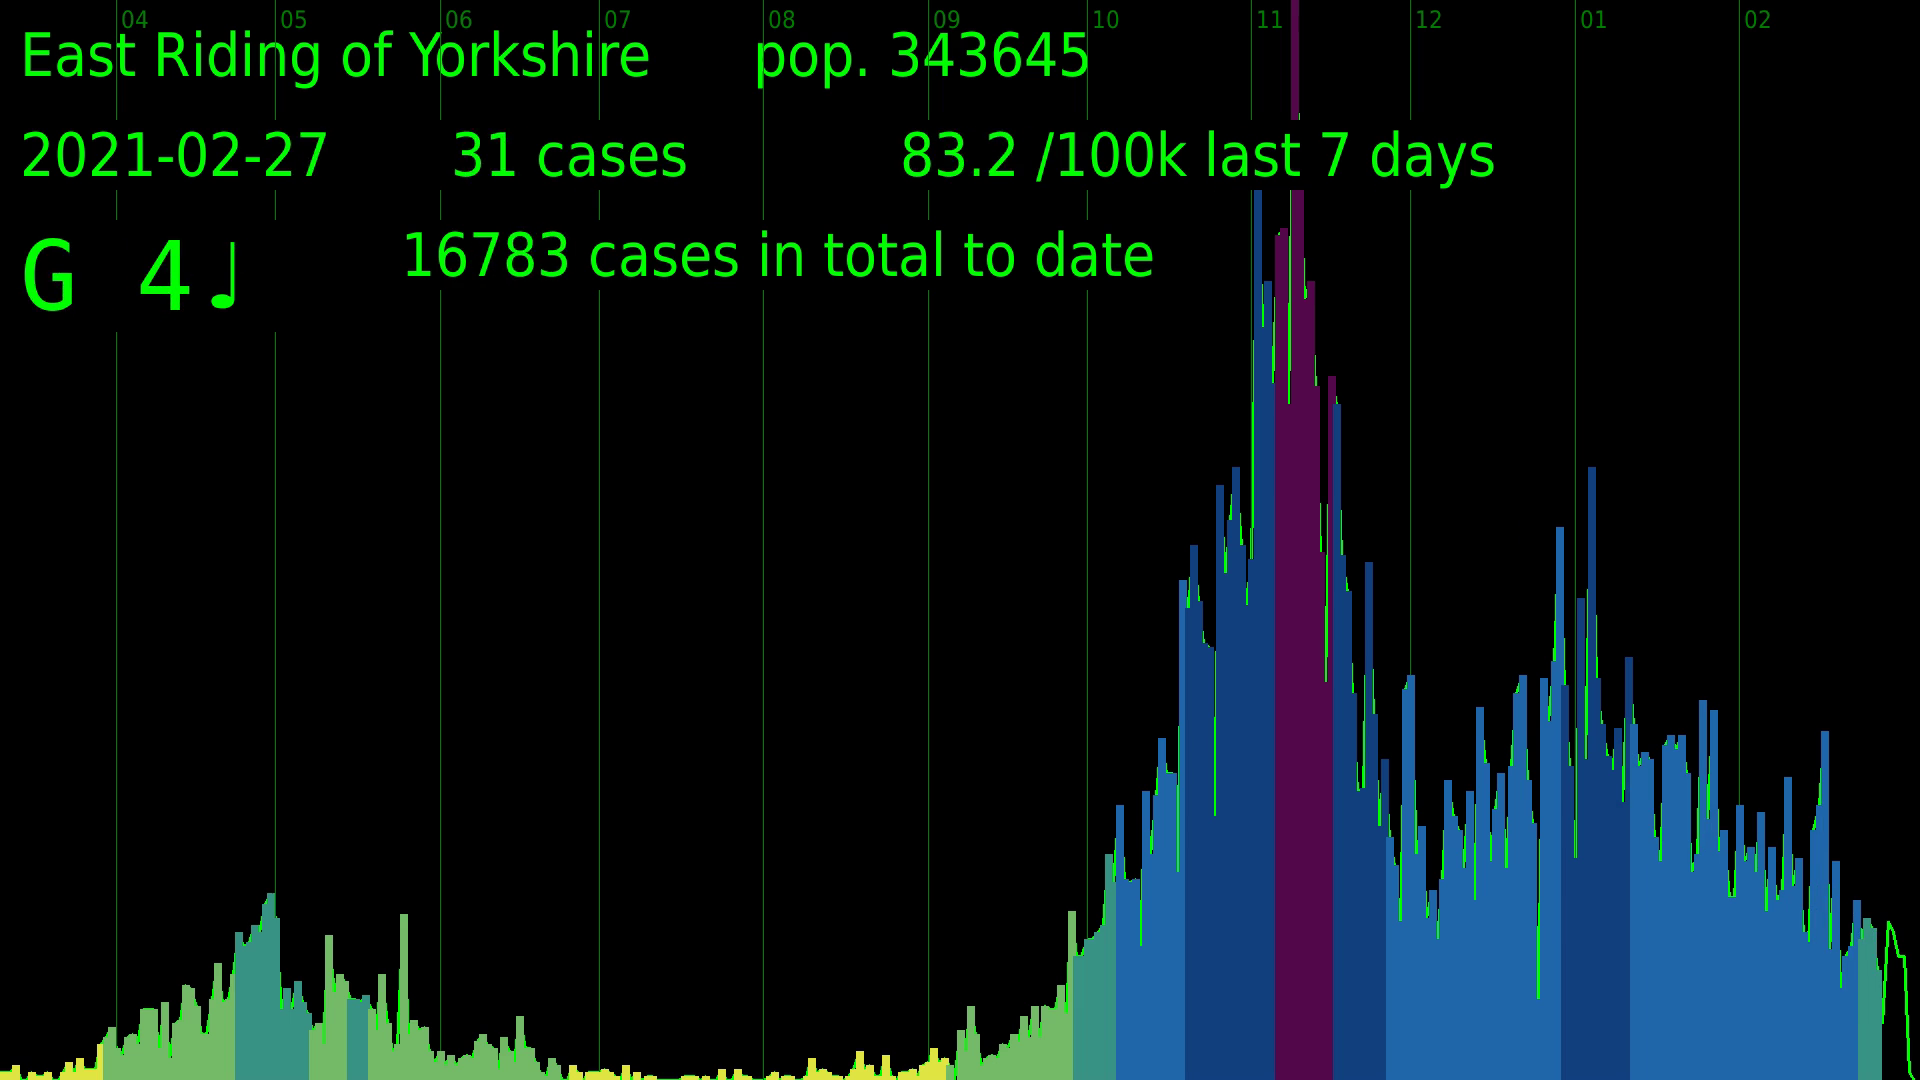 04 05 06 07 08 09 10 11 12 01 02
East Riding of Yorkshire pop. 343645
2021-02-27 31 cases 83.2 /100k last 7 days
G 4♩ 16783 cases in total to date